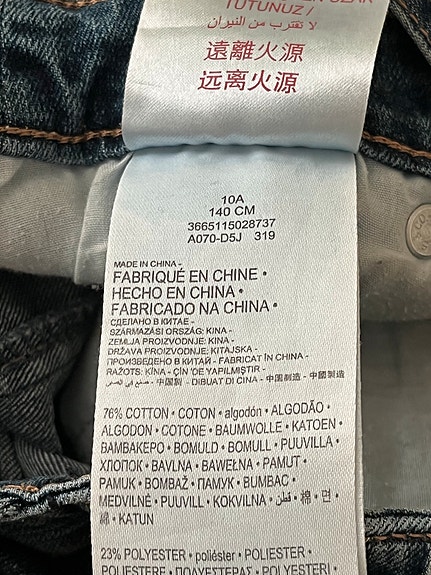 TUTUNUZ /
لا تقترب من النيران
遠離火源
远离火源
10A
140 CM
3665115028737
A070-D5J 319
MADE IN CHINA -
FABRIQUÉ EN CHINE •
HECHO EN CHINA •
FABRICADO NA CHINA •
СДЕЛАНО В КИТАЕ -
SZÁRMAZÁSI ORSZÁG: KÍNA -
ZEMLJA PROIZVODNJE: KINA -
DRŽAVA PROIZVODNJE: KITAJSKA -
ПРОИЗВЕДЕНО В КИТАЙ - FABRICAT ÎN CHINA -
RAŽOTS: ĶĪNA - ÇİN'DE YAPILMIŞTIR -
صنع في الصين - 中国製 - DIBUAT DI CINA - 中国制造 - 中國製造
76% COTTON • COTON • algodón • ALGODÃO •
ALGODON • COTONE • BAUMWOLLE • KATOEN •
ΒΑΜΒΑΚΕΡΟ • BOMULD • BOMULL • PUUVILLA •
ХЛОПОК • BAVLNA • BAWEŁNA • PAMUT •
PAMUK • BOMBAŽ • ПАМУК • BUMBAC •
MEDVILNĖ • PUUVILL • KOKVILNA • قطن • 棉 • 면 •
綿 • KATUN
23% POLYESTER • poliéster • POLIESTER •
POLIESTERE • ΠΟΛΥΕΣΤΕΡΑΣ • POLYESTERI •